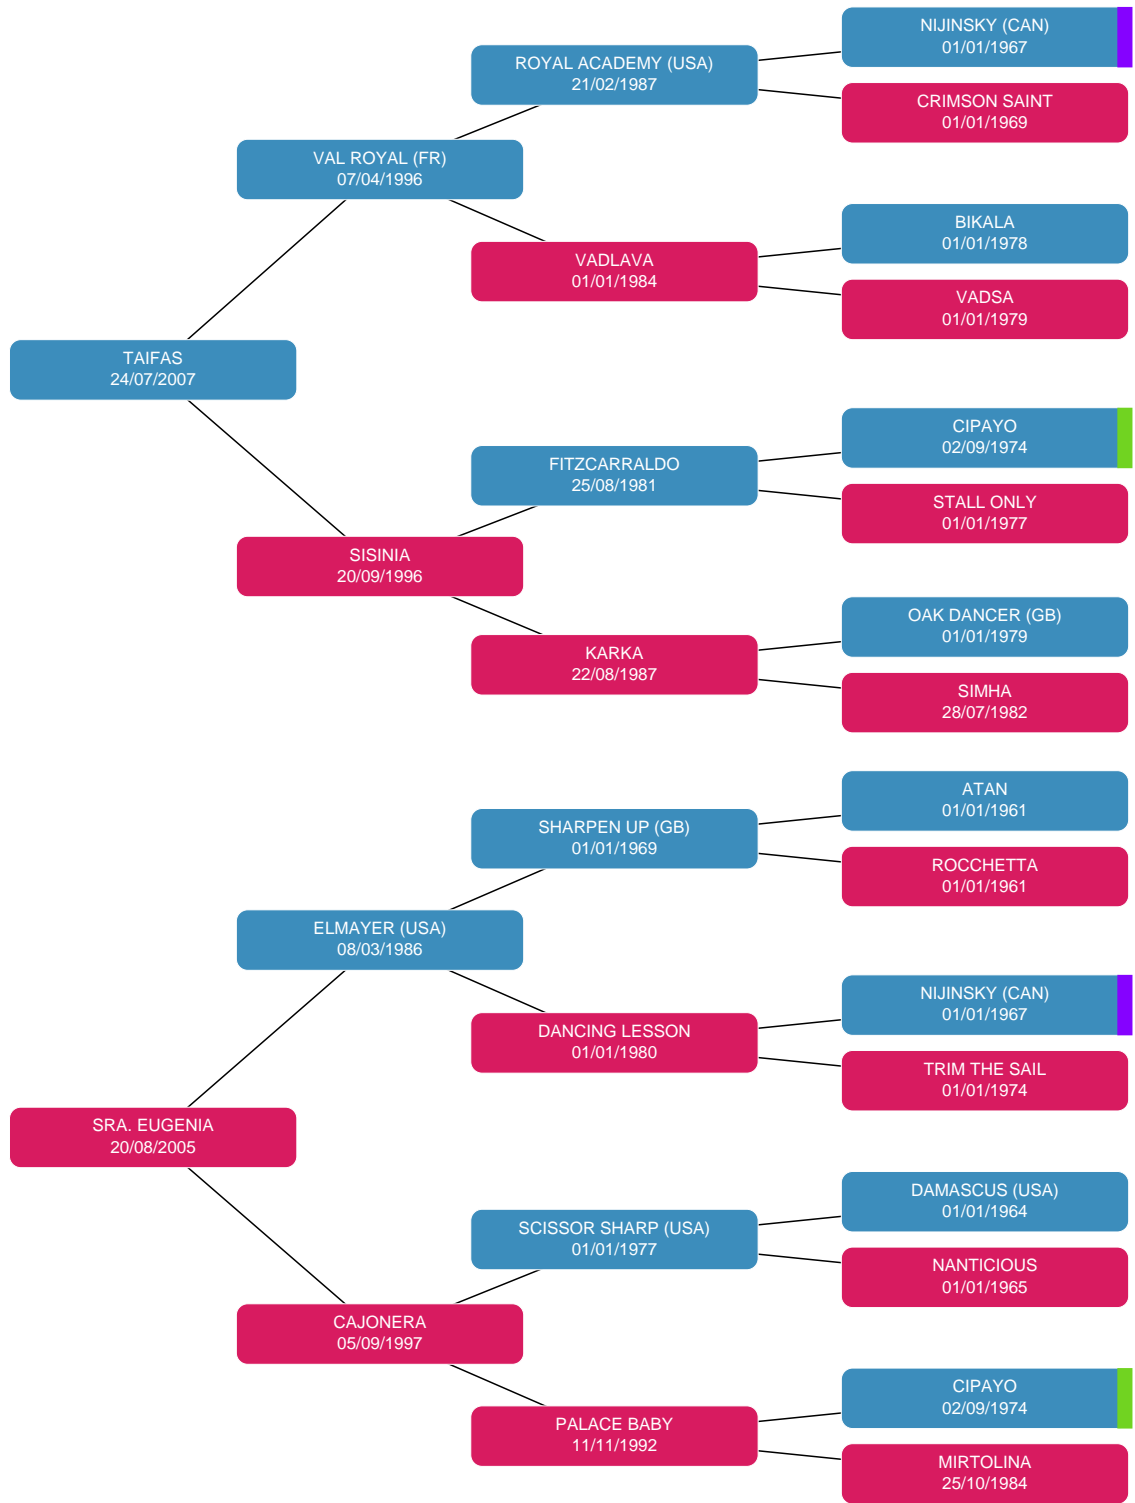 NIJINSKY (CAN)
01/01/1967
ROYAL ACADEMY (USA)
21/02/1987
CRIMSON SAINT
01/01/1969
VAL ROYAL (FR)
07/04/1996
BIKALA
01/01/1978
VADLAVA
01/01/1984
VADSA
01/01/1979
TAIFAS
24/07/2007
CIPAYO
02/09/1974
FITZCARRALDO
25/08/1981
STALL ONLY
01/01/1977
SISINIA
20/09/1996
OAK DANCER (GB)
01/01/1979
KARKA
22/08/1987
SIMHA
28/07/1982
ATAN
01/01/1961
SHARPEN UP (GB)
01/01/1969
ROCCHETTA
01/01/1961
ELMAYER (USA)
08/03/1986
NIJINSKY (CAN)
01/01/1967
DANCING LESSON
01/01/1980
TRIM THE SAIL
01/01/1974
SRA. EUGENIA
20/08/2005
DAMASCUS (USA)
01/01/1964
SCISSOR SHARP (USA)
01/01/1977
NANTICIOUS
01/01/1965
CAJONERA
05/09/1997
CIPAYO
02/09/1974
PALACE BABY
11/11/1992
MIRTOLINA
25/10/1984